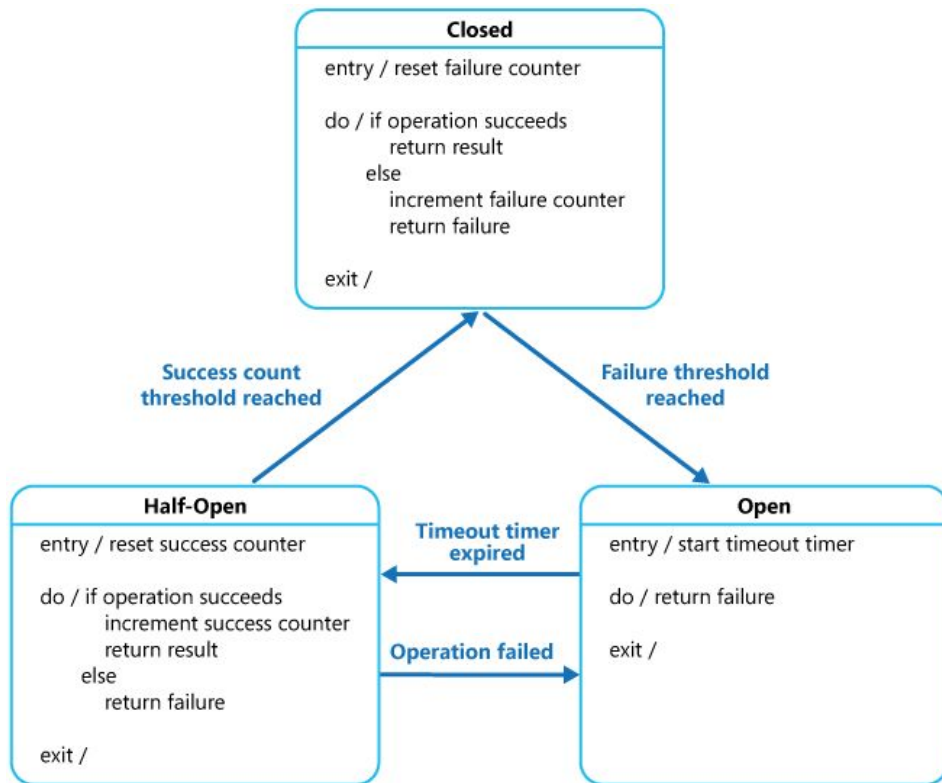 Closed
entry / reset failure counter
do / if operation succeeds
return result
else
increment failure counter
return failure
exit /
Success count
threshold reached
Failure threshold
reached
Half-Open
entry / reset success counter
do / if operation succeeds
increment success counter
return result
else
return failure
exit /
Timeout timer
expired
Operation failed
Open
entry / start timeout timer
do / return failure
exit /